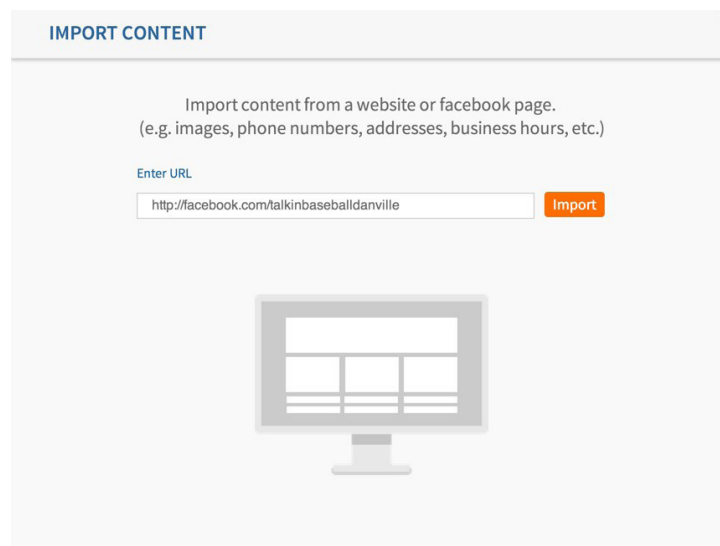 IMPORT CONTENT
Import content from a website or facebook page.
(e.g. images, phone numbers, addresses, business hours, etc.)
Enter URL
http://facebook.com/talkinbaseballdanville
Import